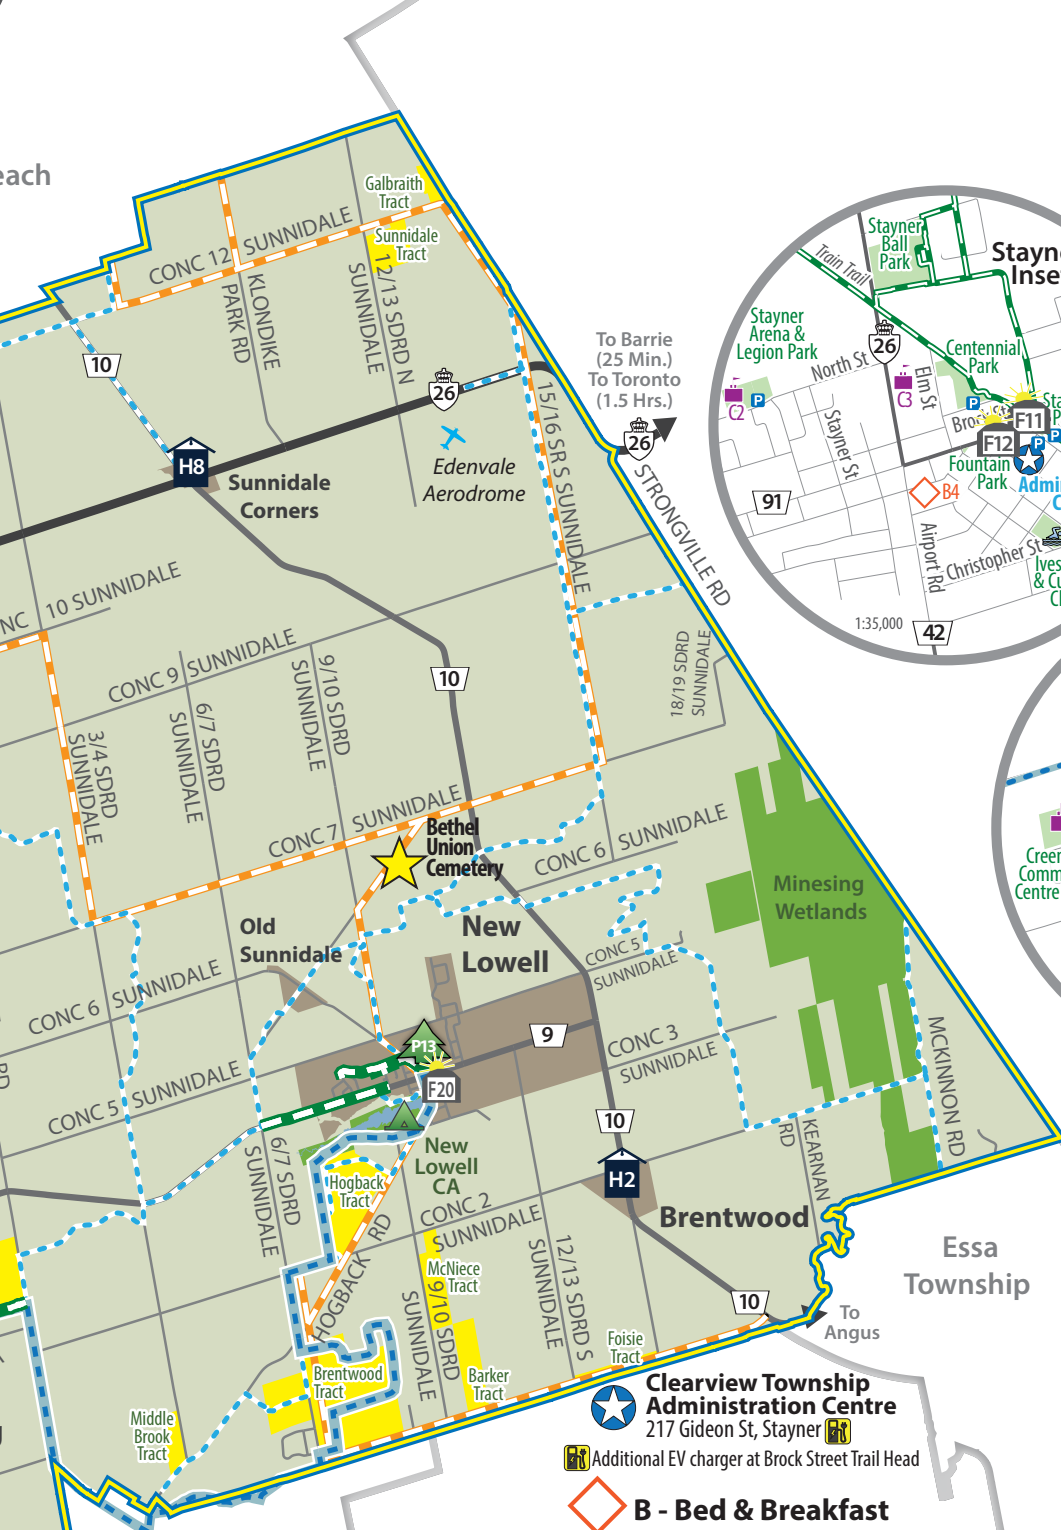 each
Galbraith
Tract
Sunnidale
Tract
CONC 12 SUNNIDALE
KLONDIKE
PARK RD
12/13 SDRD N
SUNNIDALE
10
26
H8
Sunnidale
Corners
Edenvale
Aerodrome
15/16 SR S SUNNIDALE
To Barrie
(25 Min.)
To Toronto
(1.5 Hrs.)
26
STRONGVILLE RD
Stayner
Ball
Park
Train Trail
Stayner
Arena &
Legion Park
26
North St
C2
P
C3
Elm St
Centennial
Park
P
F11
F12
P
P
Fountain
Park
Stayner St
91
B4
Airport Rd
Christopher St
1:35,000
42
10 SUNNIDALE
CONC 9 SUNNIDALE
6/7 SDRD
SUNNIDALE
9/10 SDRD
SUNNIDALE
10
18/19 SDRD
SUNNIDALE
3/4 SDRD
SUNNIDALE
CONC 7 SUNNIDALE
Bethel
Union
Cemetery
CONC 6 SUNNIDALE
Minesing
Wetlands
Old
Sunnidale
New
Lowell
CONC 6 SUNNIDALE
CONC 5
SUNNIDALE
RD
P13
9
CONC 3
SUNNIDALE
F20
CONC 5 SUNNIDALE
10
MCKINNON RD
KEARNAN
RD
6/7 SDRD
SUNNIDALE
New
Lowell
CA
Hogback
Tract
H2
HOGBACK RD
CONC 2
SUNNIDALE
Brentwood
Essa
Township
McNiece
Tract
9/10 SDRD
SUNNIDALE
12/13 SDRD S
SUNNIDALE
10
To
Angus
Foisie
Tract
Brentwood
Tract
Barker
Tract
Middle
Brook
Tract
Clearview Township
Administration Centre
217 Gideon St, Stayner
Additional EV charger at Brock Street Trail Head
B - Bed & Breakfast